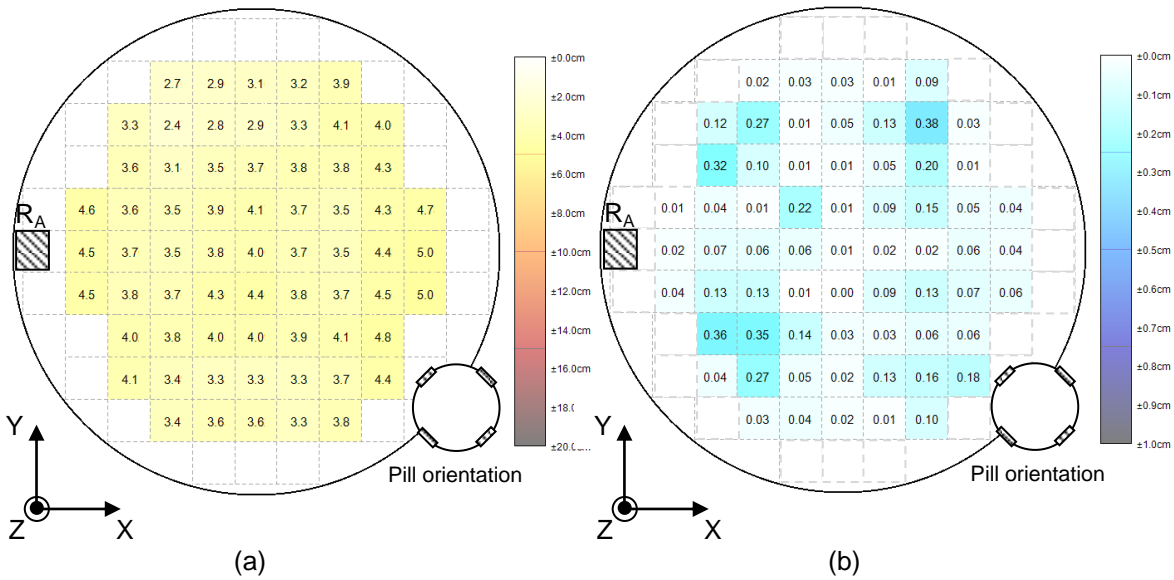 2.7 2.9 3.1 3.2 3.9
3.3 2.4 2.8 2.9 3.3 4.1 4.0
3.6 3.1 3.5 3.7 3.8 3.8 4.3
R_A
4.6 3.6 3.5 3.9 4.1 3.7 3.5 4.3 4.7
4.5 3.7 3.5 3.8 4.0 3.7 3.5 4.4 5.0
4.5 3.8 3.7 4.3 4.4 3.8 3.7 4.5 5.0
4.0 3.8 4.0 4.0 3.9 4.1 4.8
4.1 3.4 3.3 3.3 3.3 3.7 4.4
3.4 3.6 3.6 3.3 3.8
±0.0cm
±2.0cm
±4.0cm
±6.0cm
±8.0cm
±10.0cm
±12.0cm
±14.0cm
±16.0cm
±18.0
±20.0
Pill orientation
Y
Z
X
(a)
0.02 0.03 0.03 0.01 0.09
0.12 0.27 0.01 0.05 0.13 0.38 0.03
0.32 0.10 0.01 0.01 0.05 0.20 0.01
R_A
0.01 0.04 0.01 0.22 0.01 0.09 0.15 0.05 0.04
0.02 0.07 0.06 0.06 0.01 0.02 0.02 0.06 0.04
0.04 0.13 0.13 0.01 0.00 0.09 0.13 0.07 0.06
0.36 0.35 0.14 0.03 0.03 0.06 0.06
0.04 0.27 0.05 0.02 0.13 0.16 0.18
0.03 0.04 0.02 0.01 0.10
±0.0cm
±0.1cm
±0.2cm
±0.3cm
±0.4cm
±0.5cm
±0.6cm
±0.7cm
±0.8cm
±0.9cm
±1.0cm
Pill orientation
Y
Z
X
(b)